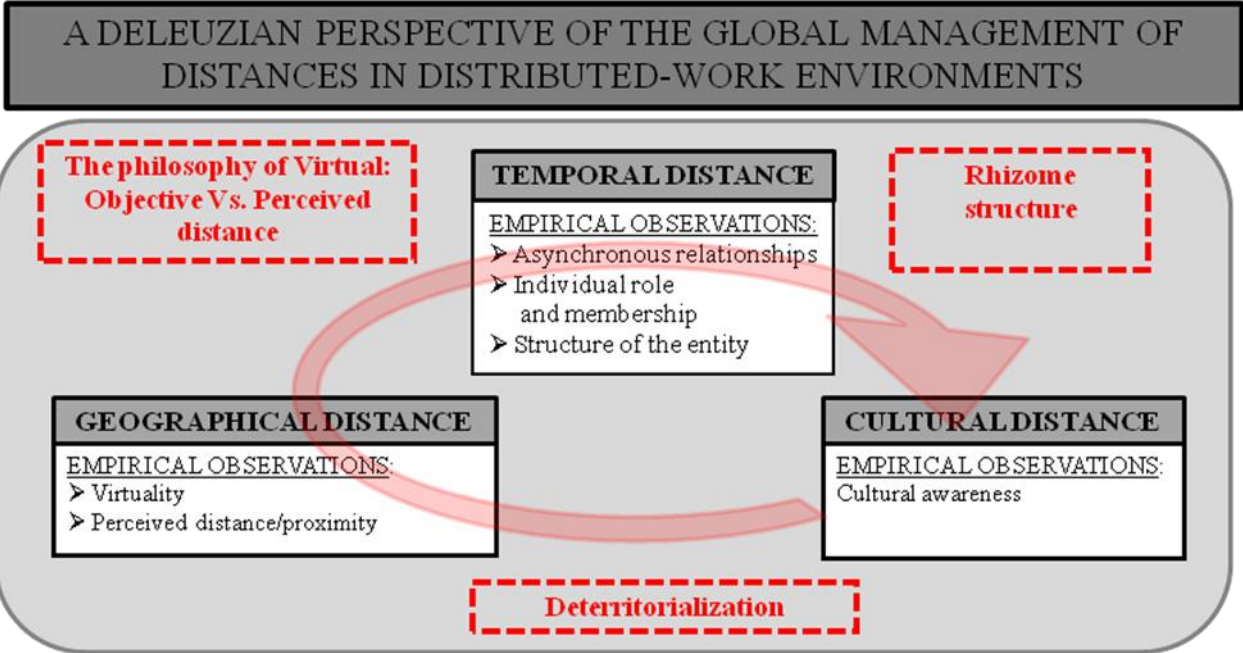 A DELEUZIAN PERSPECTIVE OF THE GLOBAL MANAGEMENT OF
DISTANCES IN DISTRIBUTED-WORK ENVIRONMENTS
The philosophy of Virtual:
Objective Vs. Perceived
distance
TEMPORAL DISTANCE
EMPIRICAL OBSERVATIONS:
➤ Asynchronous relationships
➤ Individual role
and membership
➤ Structure of the entity
Rhizome
structure
GEOGRAPHICAL DISTANCE
EMPIRICAL OBSERVATIONS:
➤ Virtuality
➤ Perceived distance/proximity
CULTURAL DISTANCE
EMPIRICAL OBSERVATIONS:
Cultural awareness
Deterritorialization